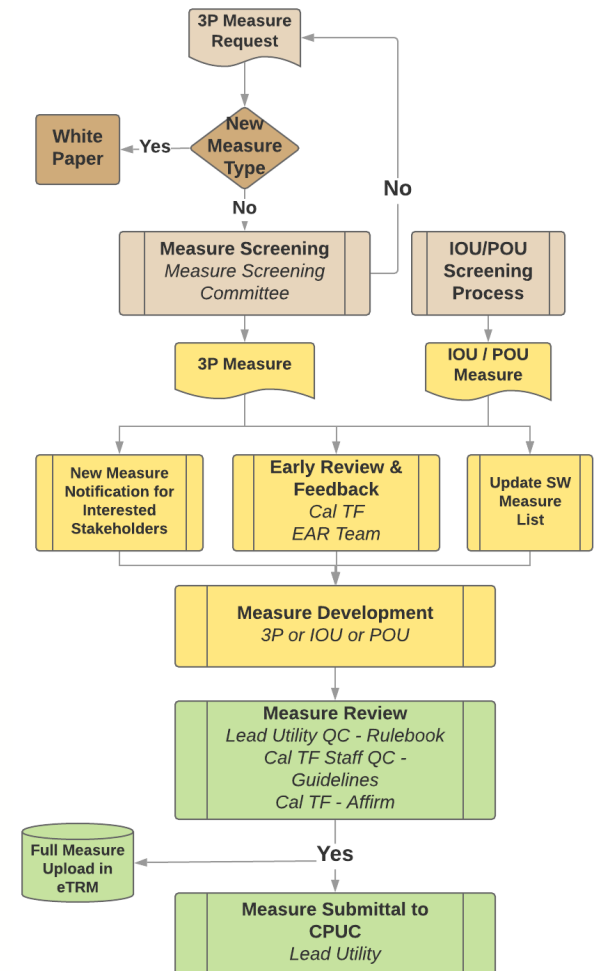 3P Measure
Request
New
Measure
Type
Yes
White
Paper
No
No
Measure Screening
Measure Screening
Committee
IOU/POU
Screening
Process
3P Measure
IOU / POU
Measure
New Measure
Notification for
Interested
Stakeholders
Early Review &
Feedback
Cal TF
EAR Team
Update SW
Measure
List
Measure Development
3P or IOU or POU
Measure Review
Lead Utility QC - Rulebook
Cal TF Staff QC -
Guidelines
Cal TF - Affirm
Yes
Full Measure
Upload in
eTRM
Measure Submittal to
CPUC
Lead Utility